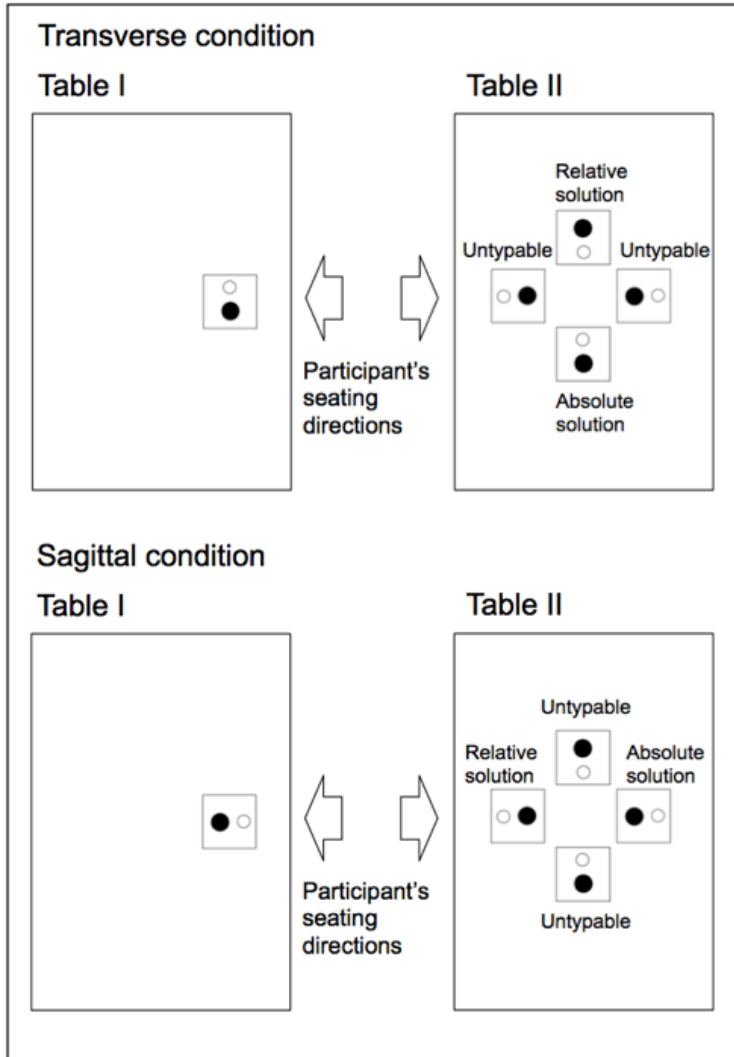 Transverse condition
Table I
Table II
Relative
solution
Untypable
Untypable
Participant's
seating
directions
Absolute
solution
Sagittal condition
Table I
Table II
Untypable
Relative
solution
Absolute
solution
Participant's
seating
directions
Untypable